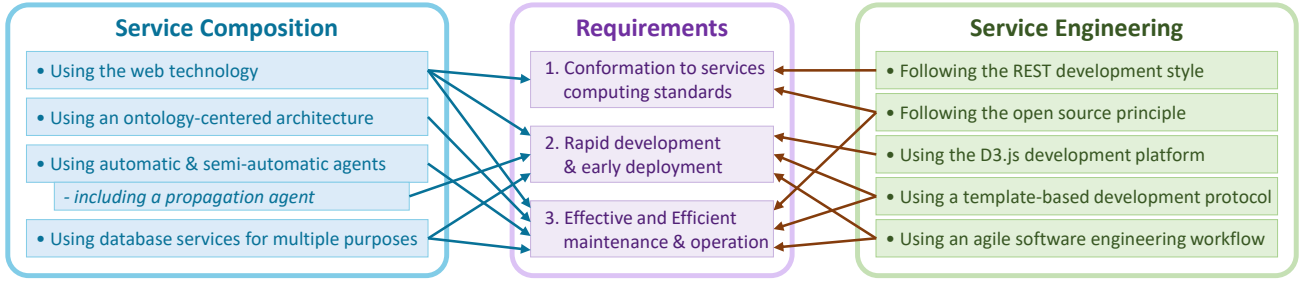 Service Composition
• Using the web technology
• Using an ontology-centered architecture
• Using automatic & semi-automatic agents
- including a propagation agent
• Using database services for multiple purposes
Requirements
1. Conformation to services
computing standards
2. Rapid development
& early deployment
3. Effective and Efficient
maintenance & operation
Service Engineering
• Following the REST development style
• Following the open source principle
• Using the D3.js development platform
• Using a template-based development protocol
• Using an agile software engineering workflow